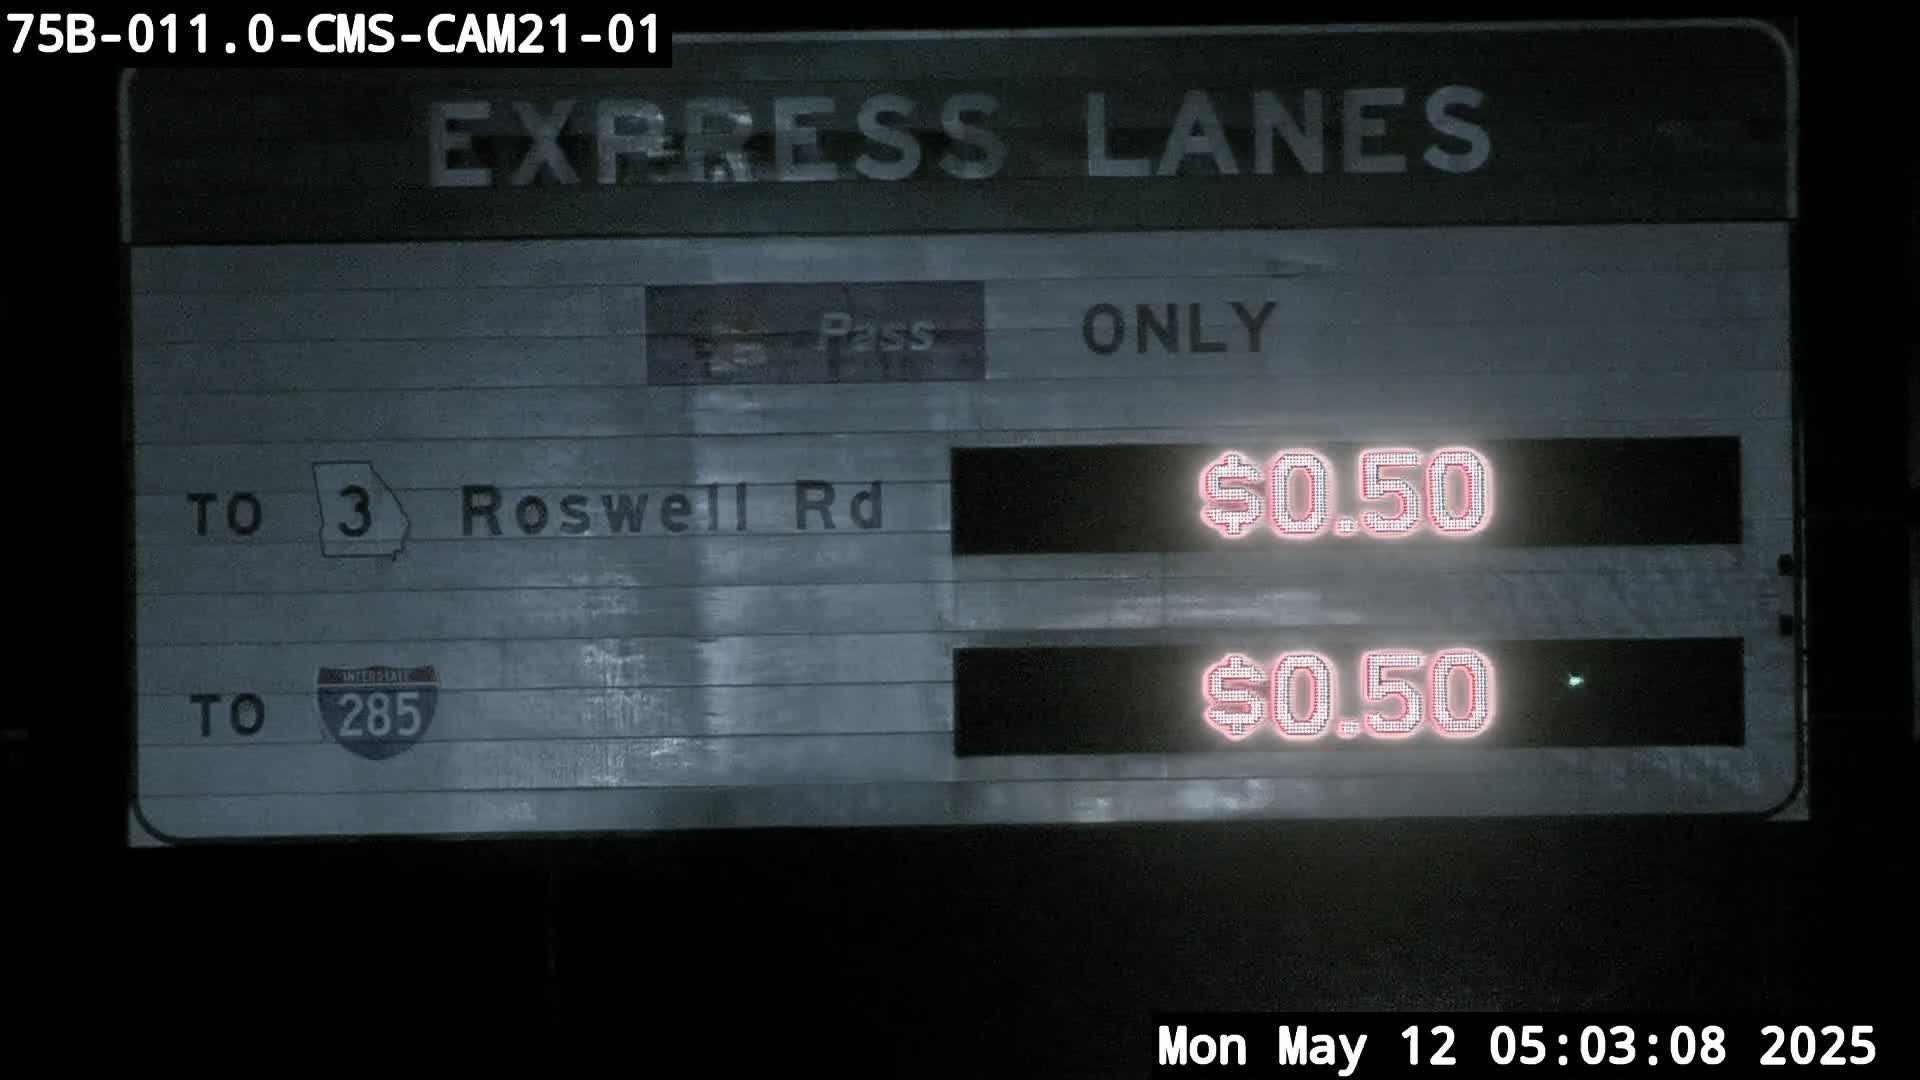 75B-011.0-CMS-CAM21-01
EXPRESS LANES
Pass ONLY
TO 3 Roswell Rd $0.50
TO INTERSTATE 285 $0.50
Mon May 12 05:03:08 2025